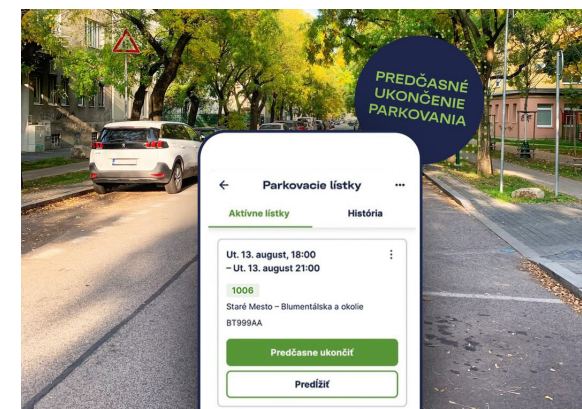 PREDČASNÉ
UKONČENIE
PARKOVANIA
Parkovacie lístky
Aktívne lístky
História
Ut. 13. august, 18:00
– Ut. 13. august 21:00
1006
Staré Mesto – Blumentálska a okolie
BT999AA
Predčasne ukončiť
Predĺžiť